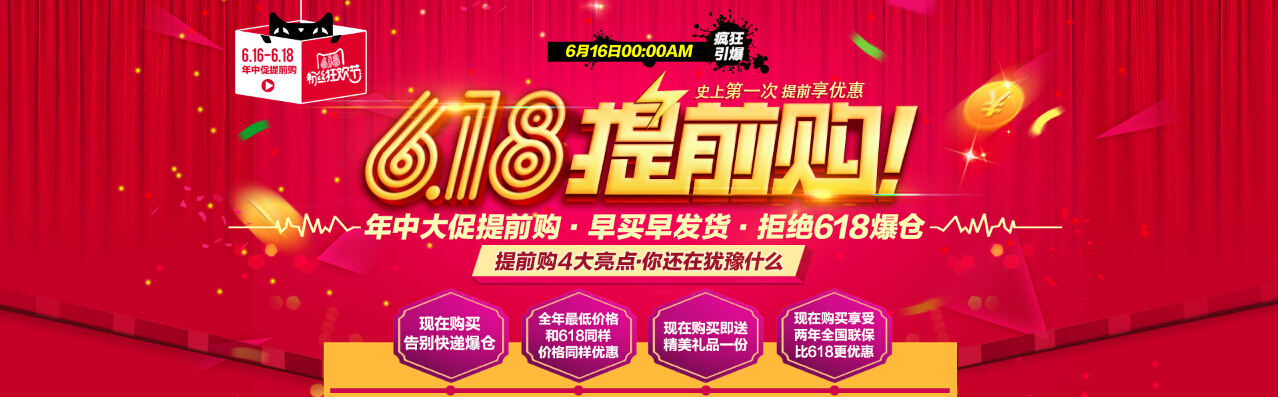 6.16-6.18
年中促提前购
618
粉丝狂欢节
6月16日00:00AM
疯狂
引爆
史上第一次 提前享优惠
6.18提前购!
年中大促提前购·早买早发货·拒绝618爆仓
提前购4大亮点·你还在犹豫什么
现在购买
告别快递爆仓
全年最低价格
和618同样
价格同样优惠
现在购买即送
精美礼品一份
现在购买享受
两年全国联保
比618更优惠
¥